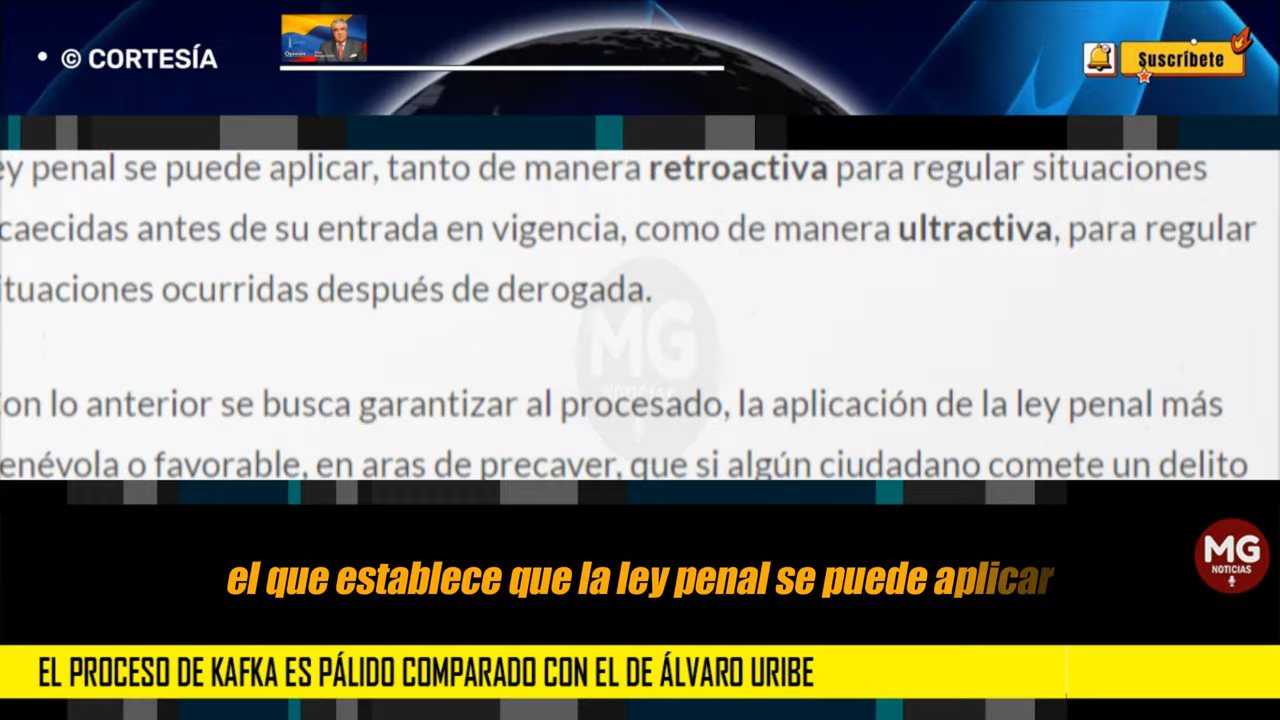 • © CORTESÍA
Opinión
Suscríbete
ey penal se puede aplicar, tanto de manera retroactiva para regular situaciones
caecidas antes de su entrada en vigencia, como de manera ultractiva, para regular
ituaciones ocurridas después de derogada.
MG
NOTICIAS
on lo anterior se busca garantizar al procesado, la aplicación de la ley penal más
enévola o favorable, en aras de precaver, que si algún ciudadano comete un delito
el que establece que la ley penal se puede aplicar
MG
NOTICIAS
EL PROCESO DE KAFKA ES PÁLIDO COMPARADO CON EL DE ÁLVARO URIBE